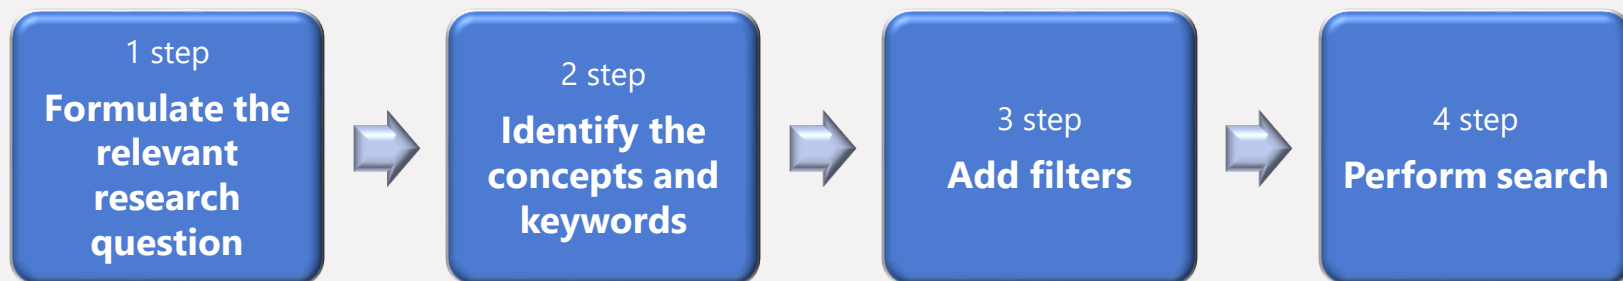 1 step
Formulate the
relevant
research
question
2 step
Identify the
concepts and
keywords
3 step
Add filters
4 step
Perform search